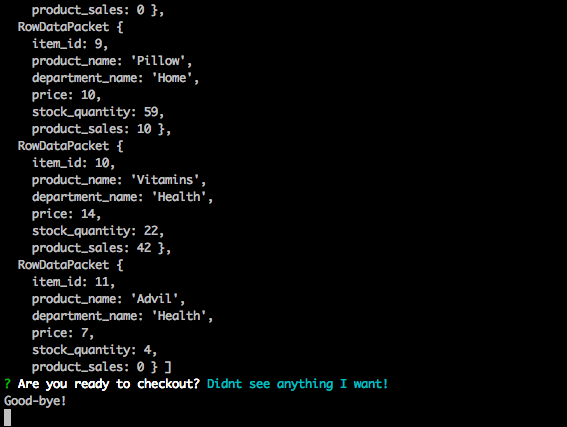 product_sales: 0 },
RowDataPacket {
item_id: 9,
product_name: 'Pillow',
department_name: 'Home',
price: 10,
stock_quantity: 59,
product_sales: 10 },
RowDataPacket {
item_id: 10,
product_name: 'Vitamins',
department_name: 'Health',
price: 14,
stock_quantity: 22,
product_sales: 42 },
RowDataPacket {
item_id: 11,
product_name: 'Advil',
department_name: 'Health',
price: 7,
stock_quantity: 4,
product_sales: 0 } ]
? Are you ready to checkout? Didnt see anything I want!
Good-bye!